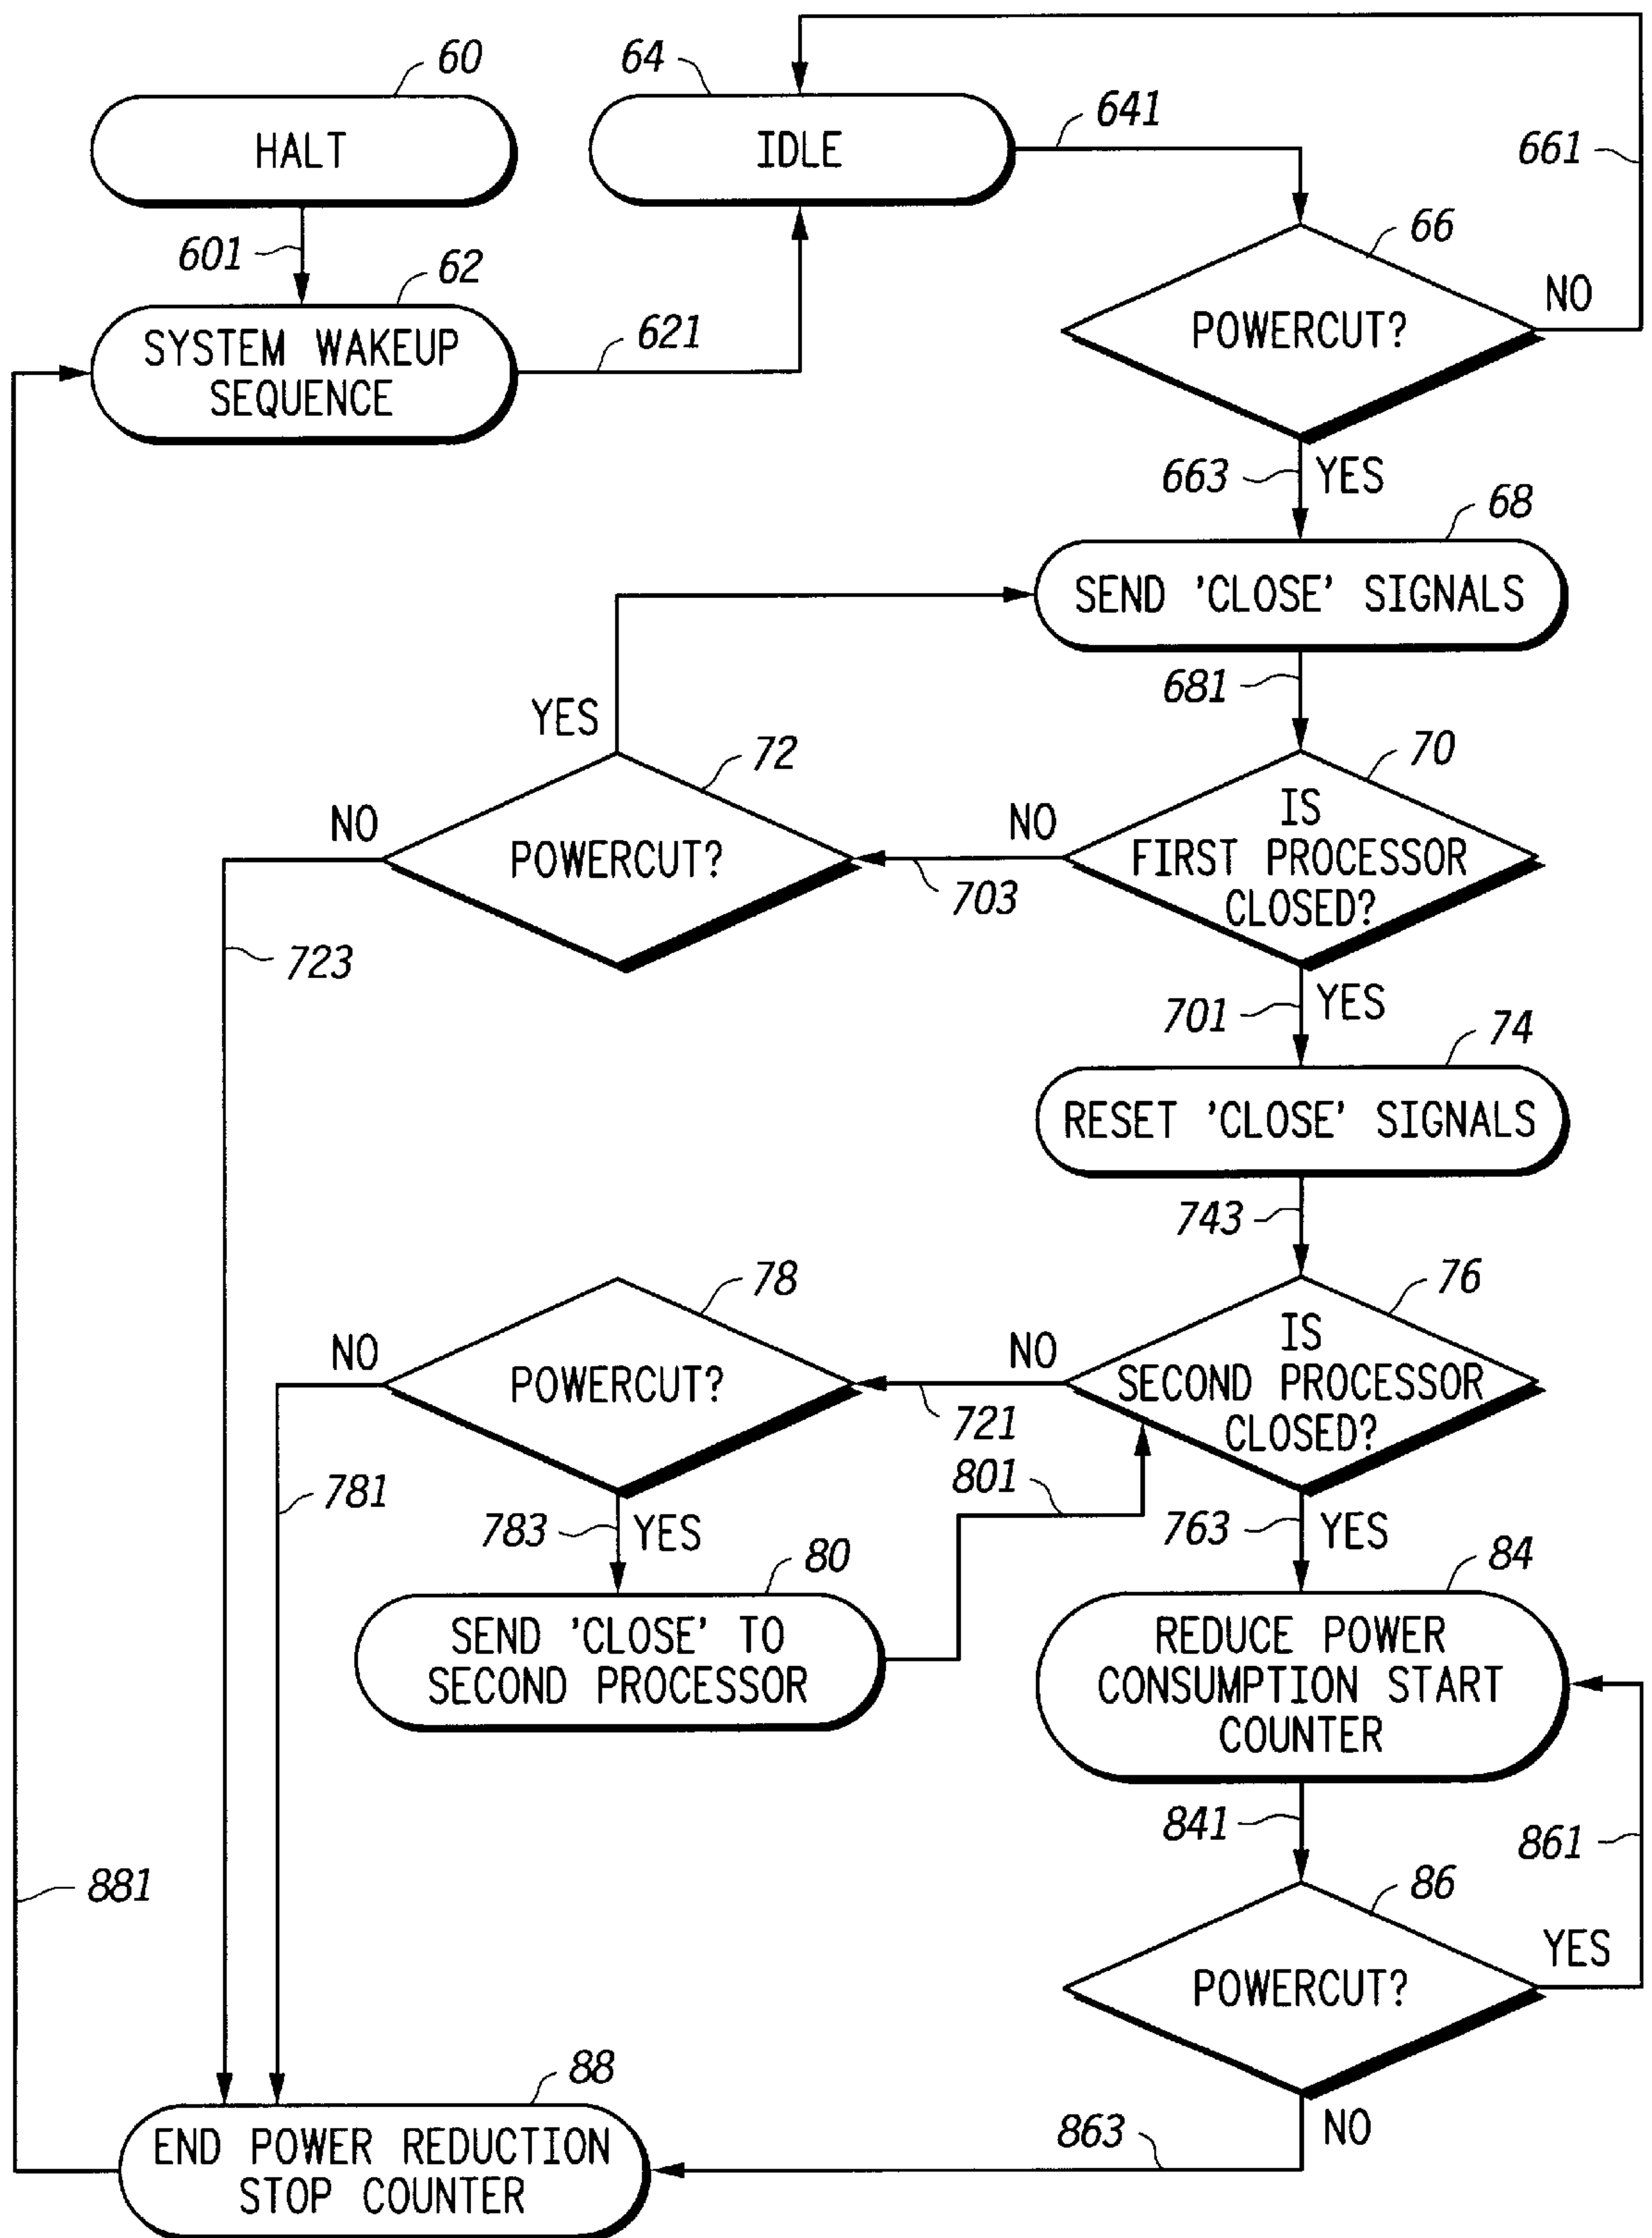 60
64
HALT
IDLE
641
661
601
62
66
NO
SYSTEM WAKEUP
SEQUENCE
621
POWERCUT?
663
YES
68
SEND 'CLOSE' SIGNALS
681
YES
72
70
NO
POWERCUT?
NO
703
IS
FIRST PROCESSOR
CLOSED?
723
701
YES
74
RESET 'CLOSE' SIGNALS
743
78
76
NO
POWERCUT?
NO
721
IS
SECOND PROCESSOR
CLOSED?
781
801
783
YES
763
YES
80
84
SEND 'CLOSE' TO
SECOND PROCESSOR
REDUCE POWER
CONSUMPTION START
COUNTER
841
861
881
86
YES
POWERCUT?
88
863
NO
END POWER REDUCTION
STOP COUNTER